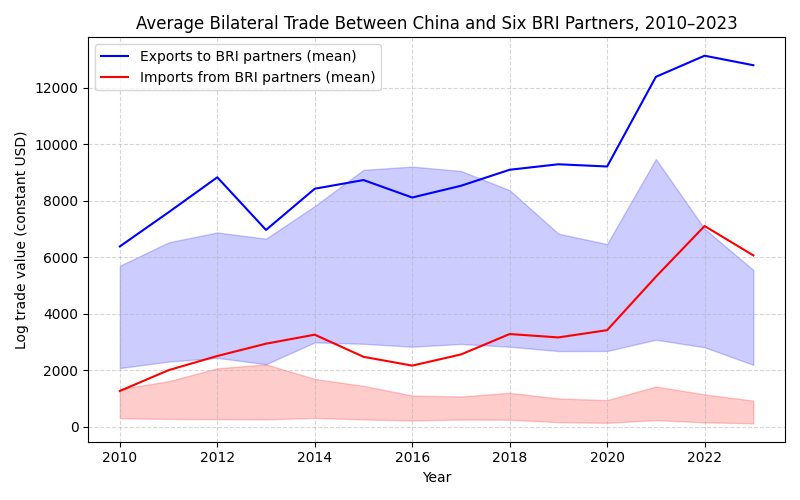 Average Bilateral Trade Between China and Six BRI Partners, 2010–2023
Exports to BRI partners (mean)
Imports from BRI partners (mean)
Log trade value (constant USD)
12000
10000
8000
6000
4000
2000
0
2010
2012
2014
2016
2018
2020
2022
Year